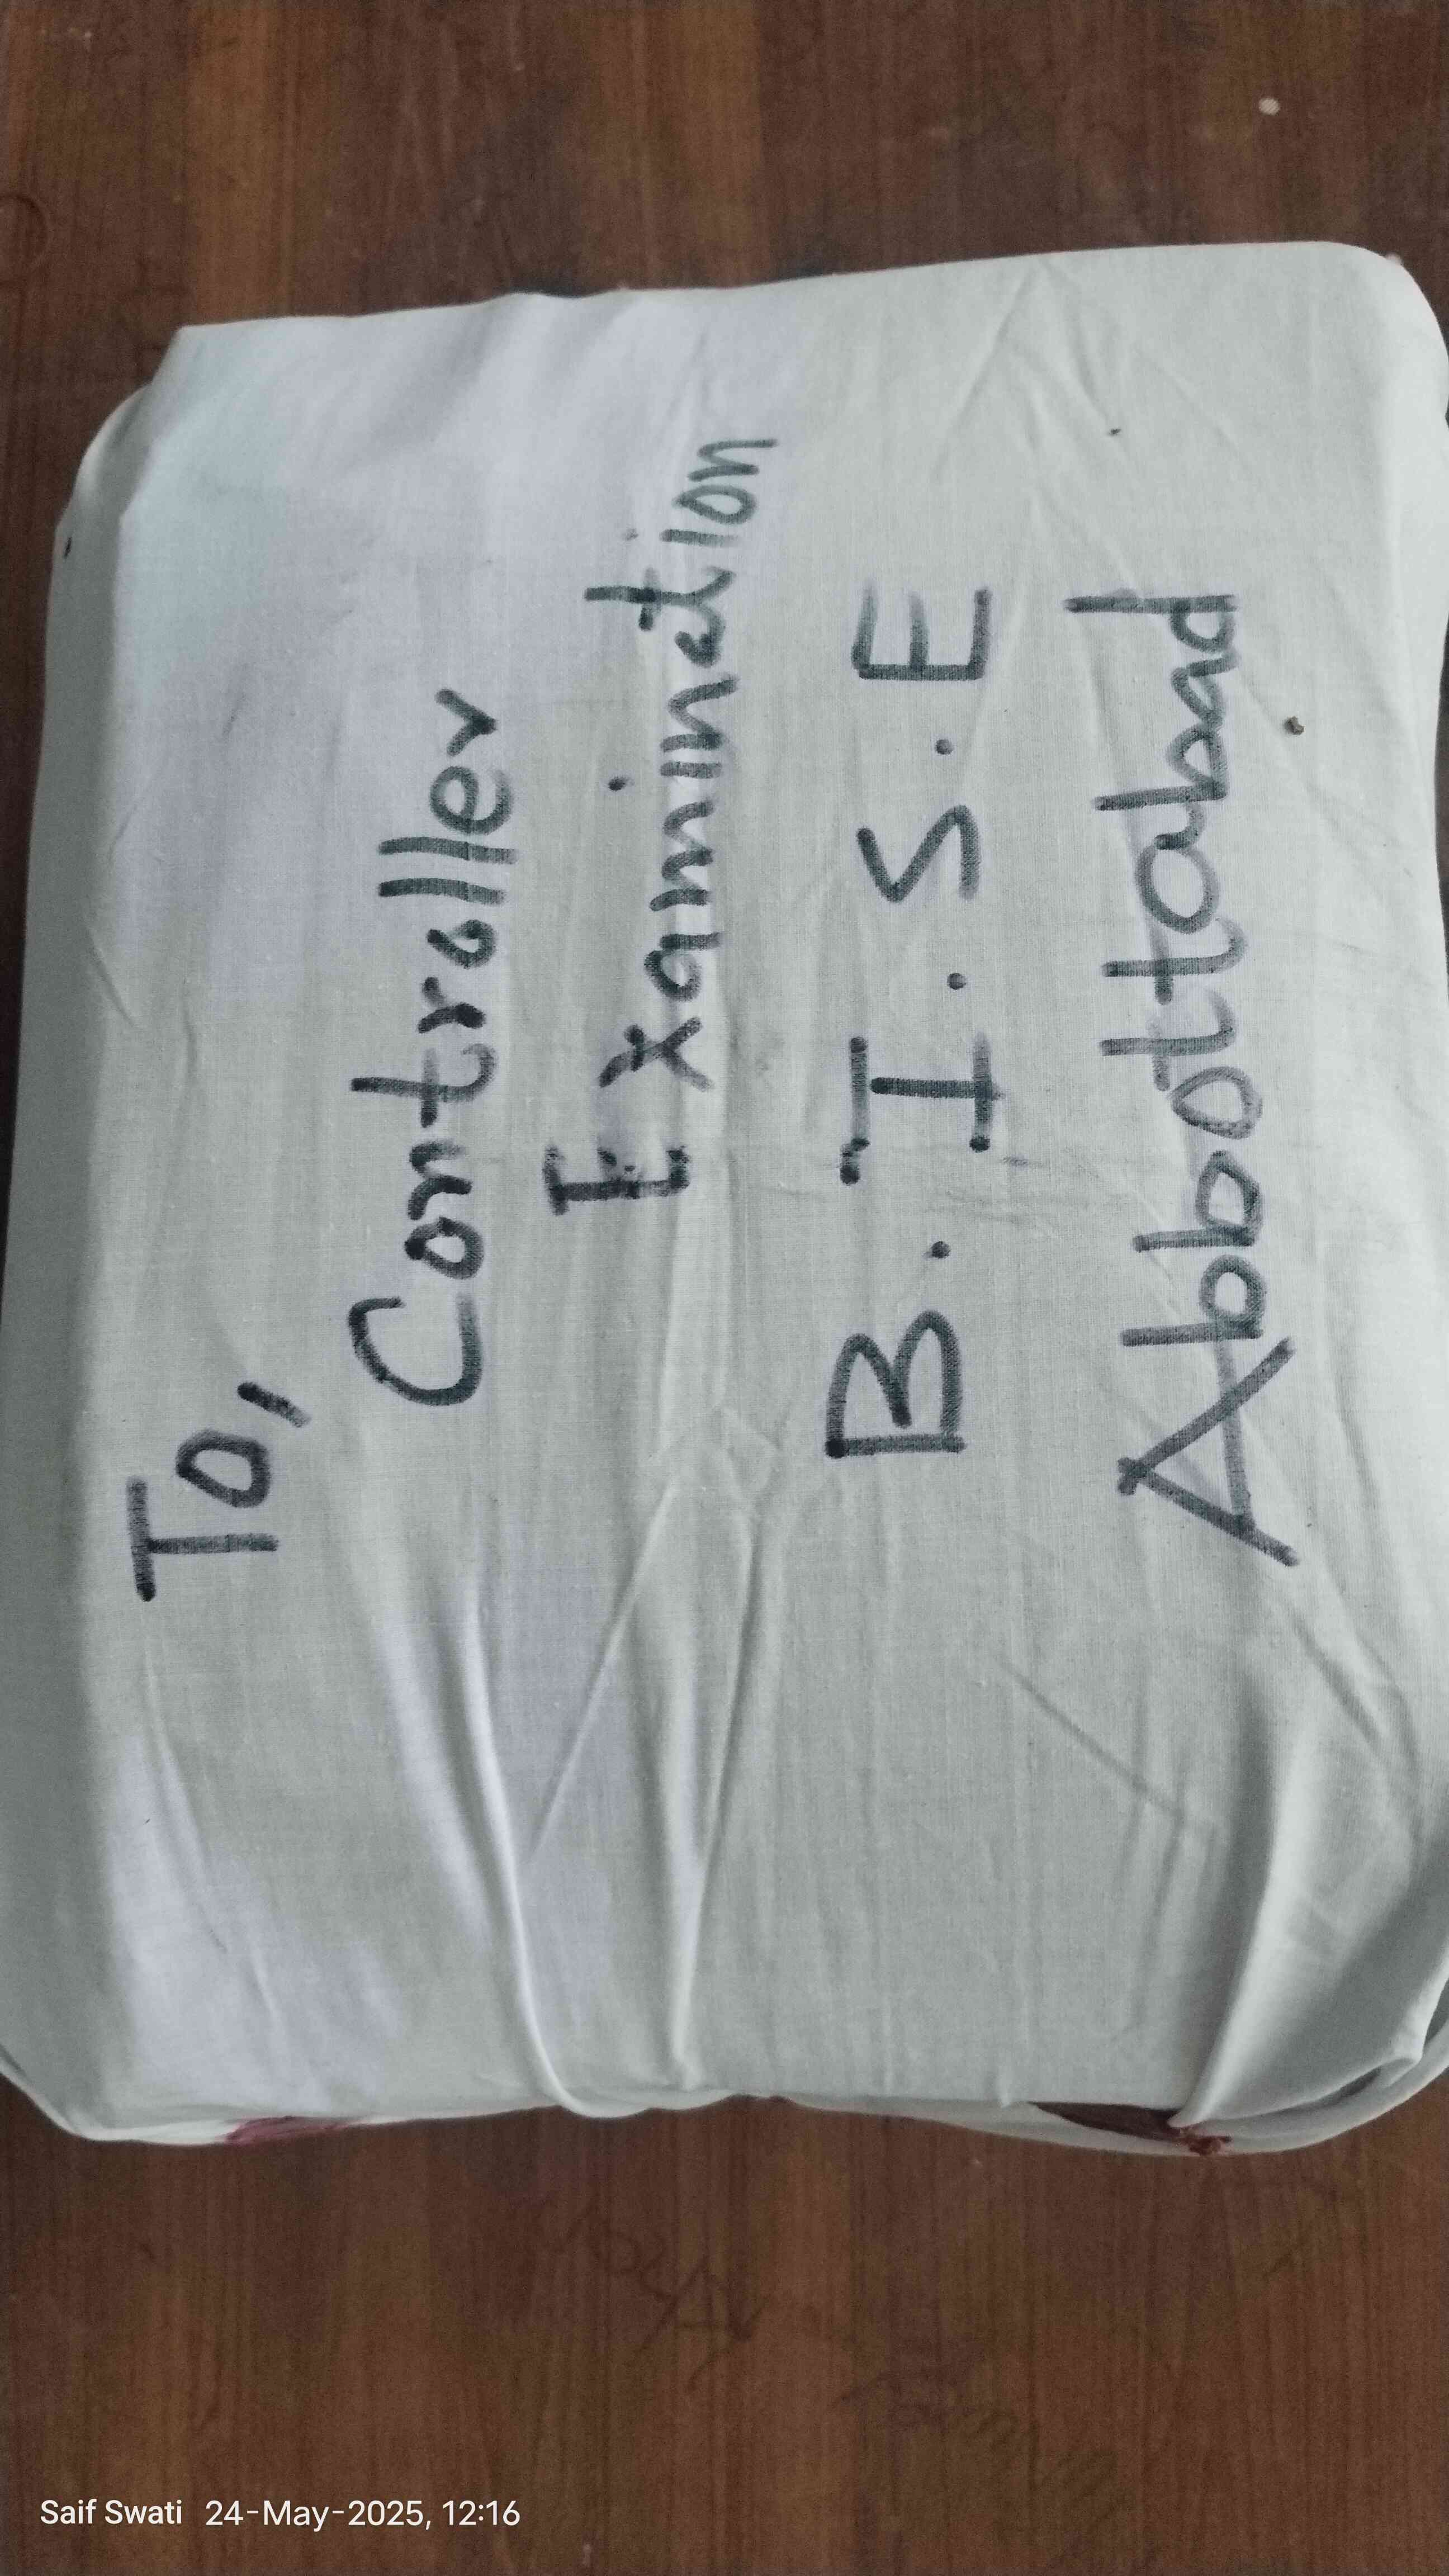 To,
Controller
Examination
B. I. S. E
Abbottabad
Saif Swati 24-May-2025, 12:16